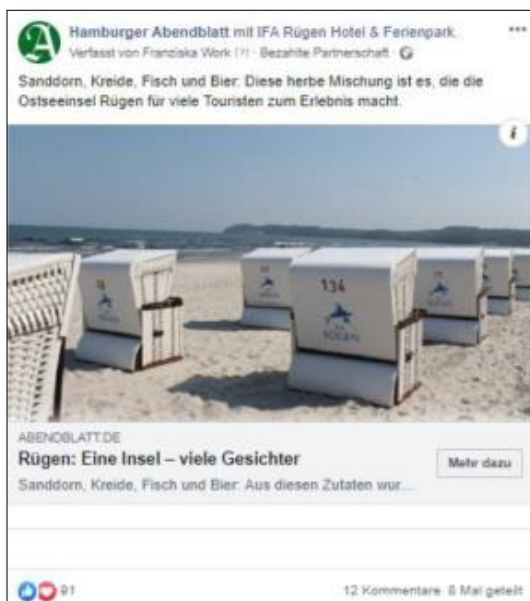 Hamburger Abendblatt mit IFA Rügen Hotel & Ferienpark.
Verfasst von Franziska Work [?] · Bezahlte Partnerschaft ·
Sanddorn, Kreide, Fisch und Bier: Diese herbe Mischung ist es, die die
Ostseeinsel Rügen für viele Touristen zum Erlebnis macht.
i
134
RÜGEN
ABENDBLATT.DE
Rügen: Eine Insel – viele Gesichter
Mehr dazu
Sanddorn, Kreide, Fisch und Bier: Aus diesen Zutaten wur...
91
12 Kommentare 8 Mal geteilt